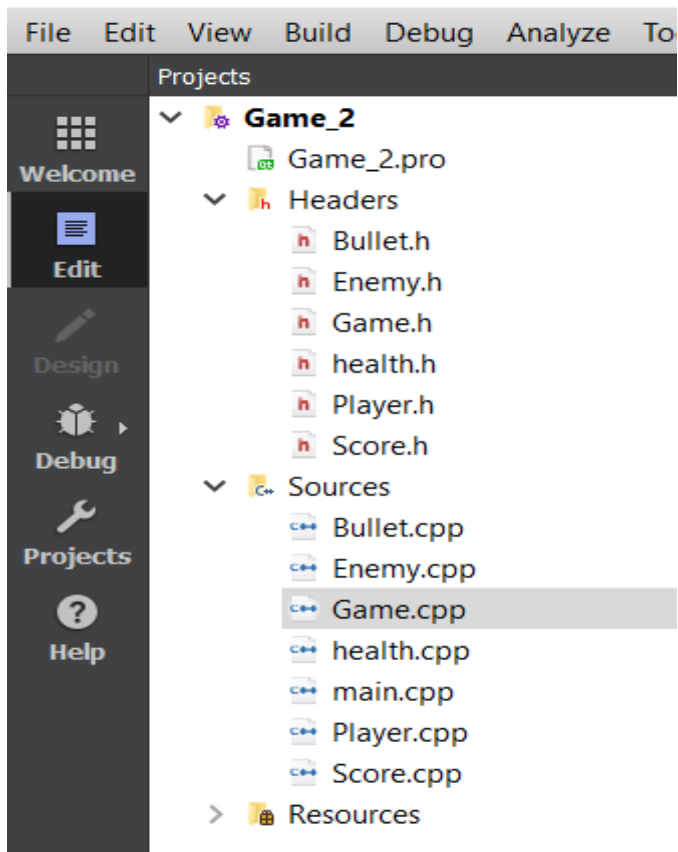 File Edit View Build Debug Analyze To
Projects
Welcome
Edit
Design
Debug
Projects
Help
Game_2
Game_2.pro
Headers
Bullet.h
Enemy.h
Game.h
health.h
Player.h
Score.h
Sources
Bullet.cpp
Enemy.cpp
Game.cpp
health.cpp
main.cpp
Player.cpp
Score.cpp
Resources